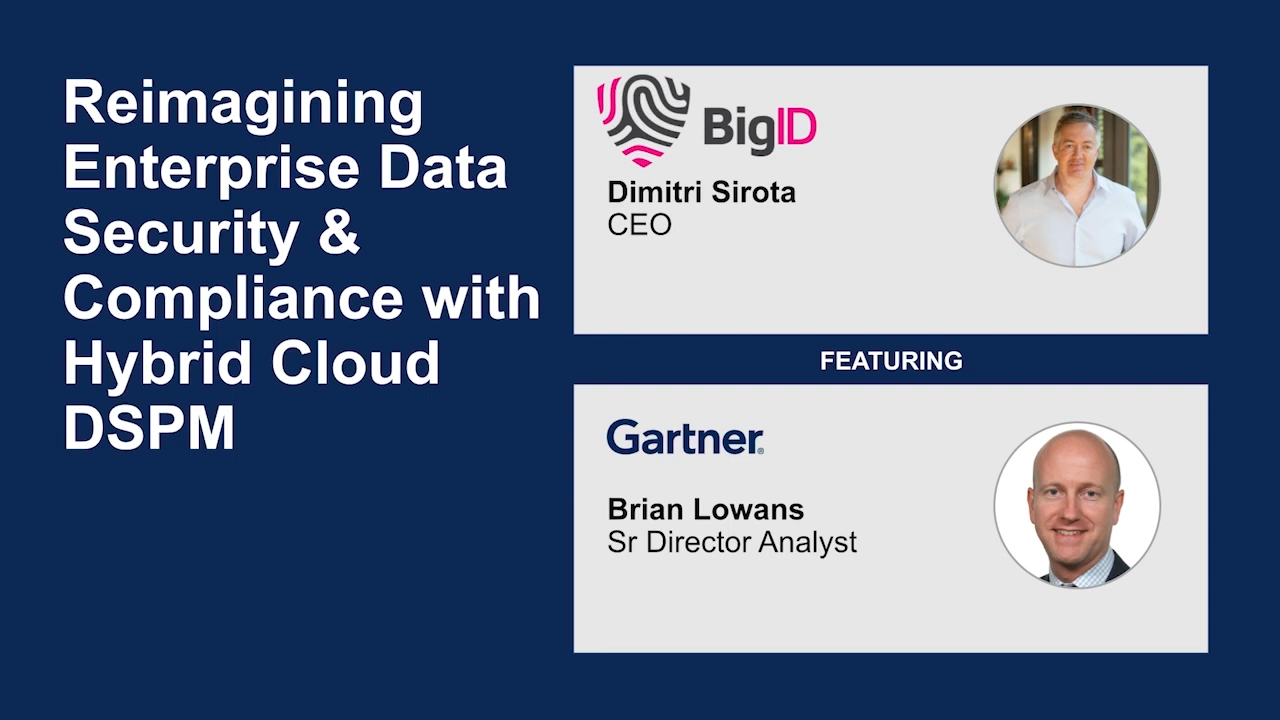 Reimagining
Enterprise Data
Security &
Compliance with
Hybrid Cloud
DSPM
BigID
Dimitri Sirota
CEO
FEATURING
Gartner®
Brian Lowans
Sr Director Analyst